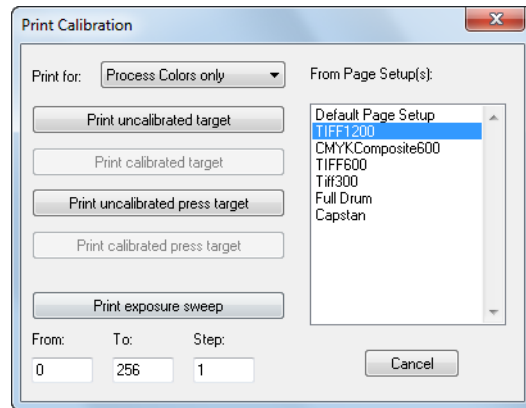 Print Calibration
Print for:
Process Colors only
Print uncalibrated target
Print calibrated target
Print uncalibrated press target
Print calibrated press target
Print exposure sweep
From:
To:
Step:
0
256
1
From Page Setup(s):
Default Page Setup
TIFF1200
CMYKComposite600
TIFF600
Tiff300
Full Drum
Capstan
Cancel